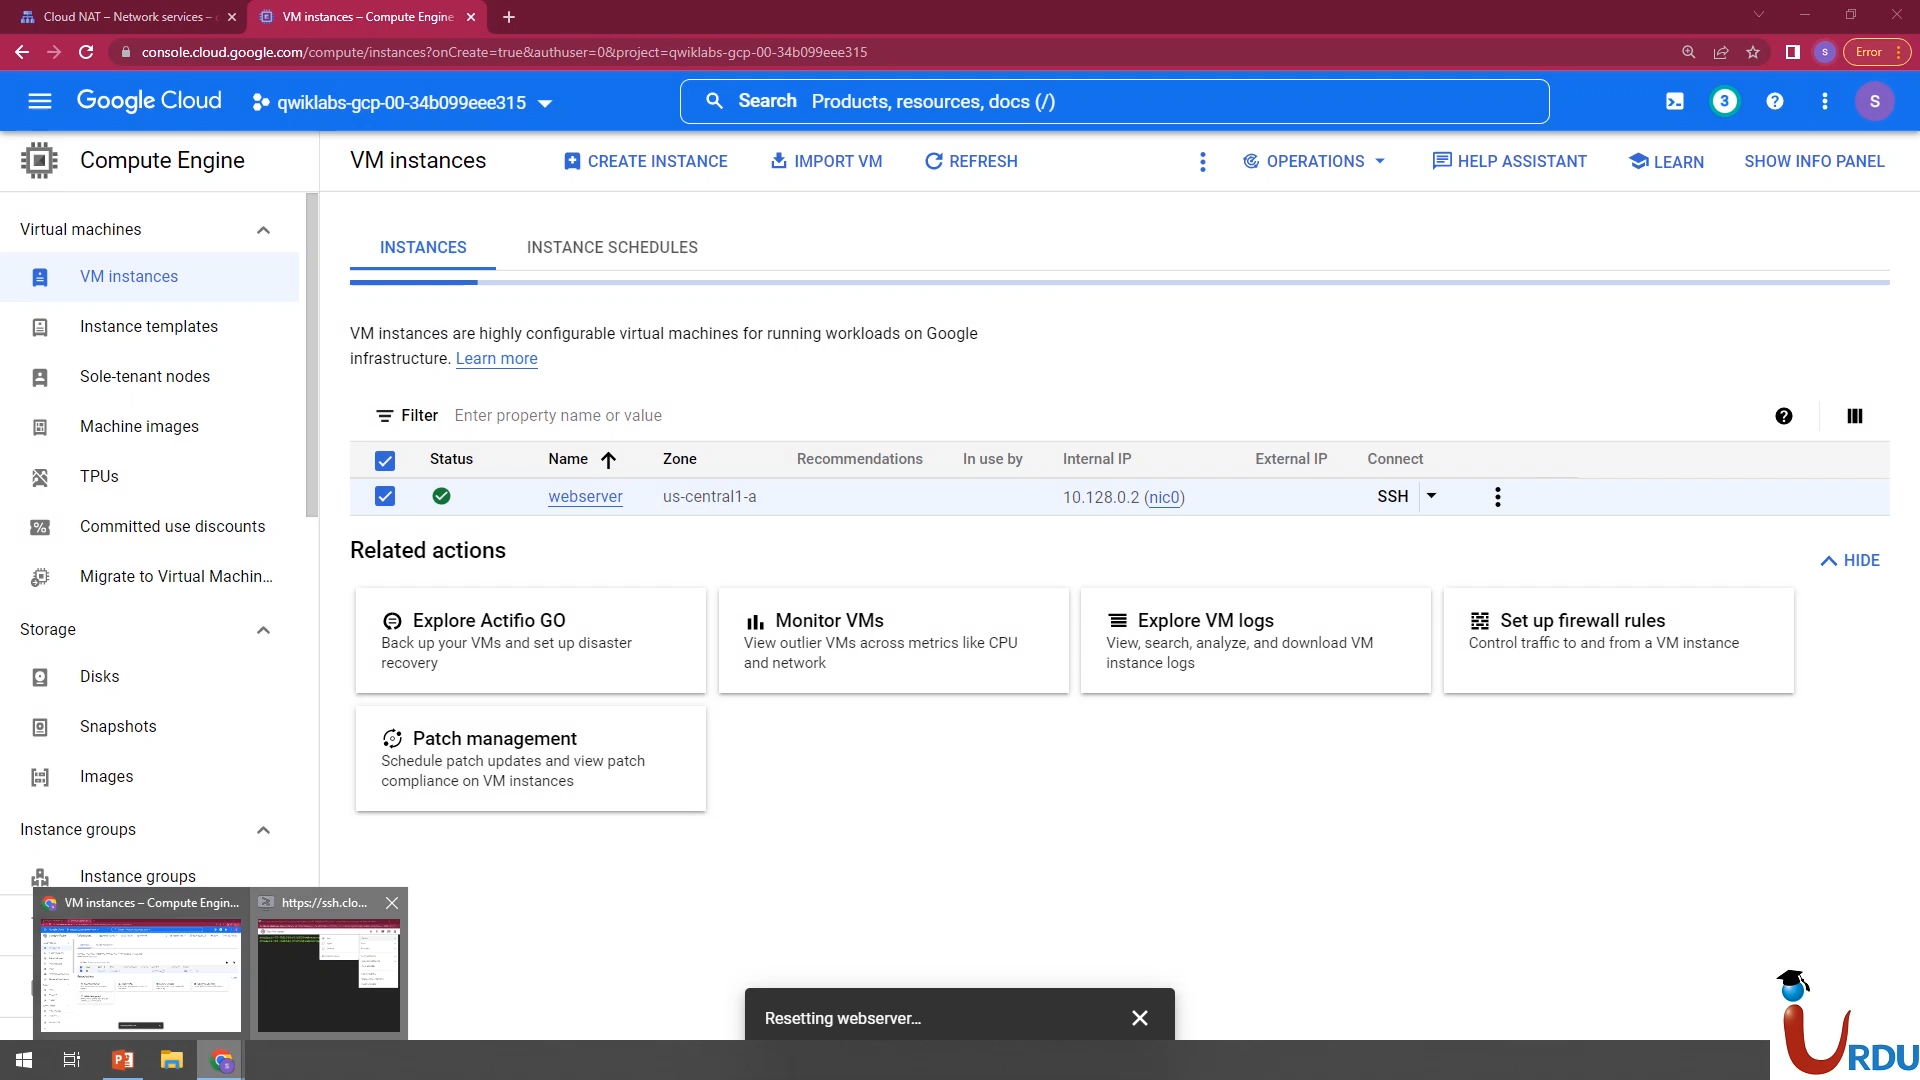 Cloud NAT – Network services –
VM instances – Compute Engine
console.cloud.google.com/compute/instances?onCreate=true&authuser=0&project=qwiklabs-gcp-00-34b099eee315
S
Error
Google Cloud
qwiklabs-gcp-00-34b099eee315
Search Products, resources, docs (/)
3
S
Compute Engine
VM instances
CREATE INSTANCE
IMPORT VM
REFRESH
OPERATIONS
HELP ASSISTANT
LEARN
SHOW INFO PANEL
Virtual machines
VM instances
Instance templates
Sole-tenant nodes
Machine images
TPUs
Committed use discounts
Migrate to Virtual Machin...
Storage
Disks
Snapshots
Images
Instance groups
Instance groups
INSTANCES
INSTANCE SCHEDULES
VM instances are highly configurable virtual machines for running workloads on Google
infrastructure. Learn more
Filter Enter property name or value
Status Name Zone Recommendations In use by Internal IP External IP Connect
webserver us-central1-a 10.128.0.2 (nic0) SSH
Related actions
HIDE
Explore Actifio GO
Back up your VMs and set up disaster
recovery
Monitor VMs
View outlier VMs across metrics like CPU
and network
Explore VM logs
View, search, analyze, and download VM
instance logs
Set up firewall rules
Control traffic to and from a VM instance
Patch management
Schedule patch updates and view patch
compliance on VM instances
VM instances – Compute Engin...
https://ssh.clo...
Resetting webserver...
URDU